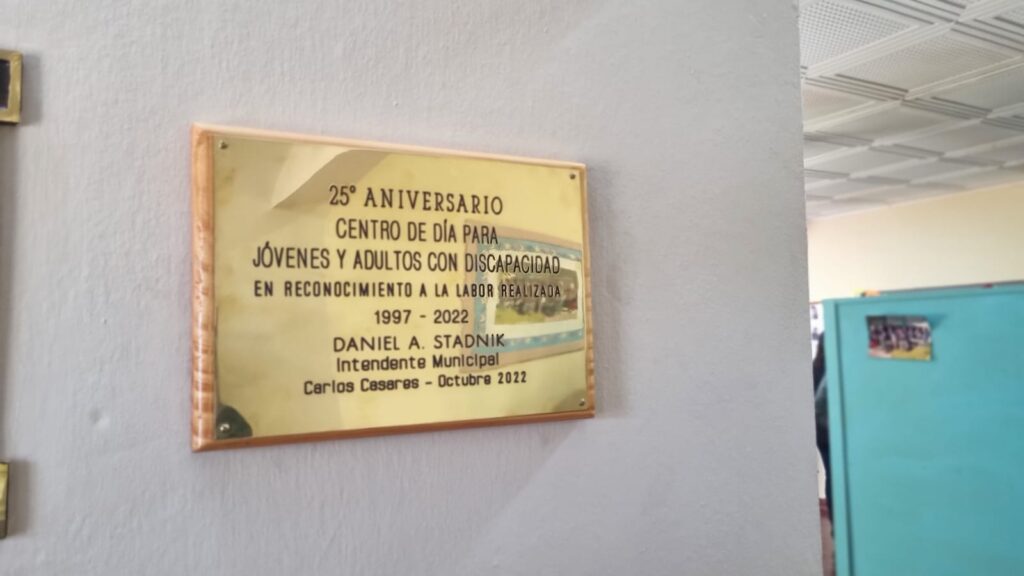 25° ANIVERSARIO
CENTRO DE DÍA PARA
JÓVENES Y ADULTOS CON DISCAPACIDAD
EN RECONOCIMIENTO A LA LABOR REALIZADA
1997 - 2022
DANIEL A. STADNIK
Intendente Municipal
Carlos Casares - Octubre 2022